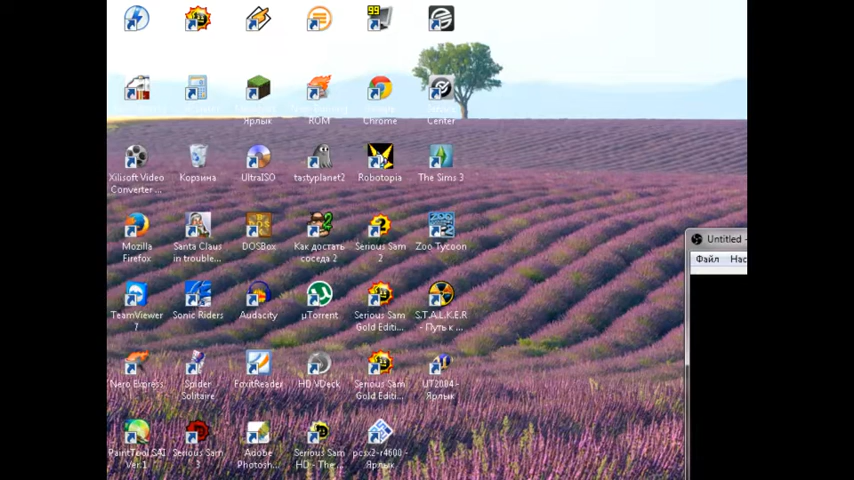 99
Ярлык
ROM
Chrome
Center
Xilisoft Video
Converter ...
Корзина
UltraISO
tastyplanet2
Robotopia
The Sims 3
Mozilla
Firefox
Santa Claus
in trouble...
DOSBox
Как достать
соседа 2
Serious Sam
2
Zoo Tycoon
TeamViewer
7
Sonic Riders
Audacity
µTorrent
Serious Sam
Gold Editi...
S.T.A.L.K.E.R
- Путь к ...
Nero Express
Spider
Solitaire
FoxitReader
HD VDeck
Serious Sam
Gold Editi...
UT2004 -
Ярлык
PaintTool SAI
Ver.1
Serious Sam
3
Adobe
Photosh...
Serious Sam
HD - The ...
pcsx2-r4600 -
Ярлык
Untitled -
Файл Нас